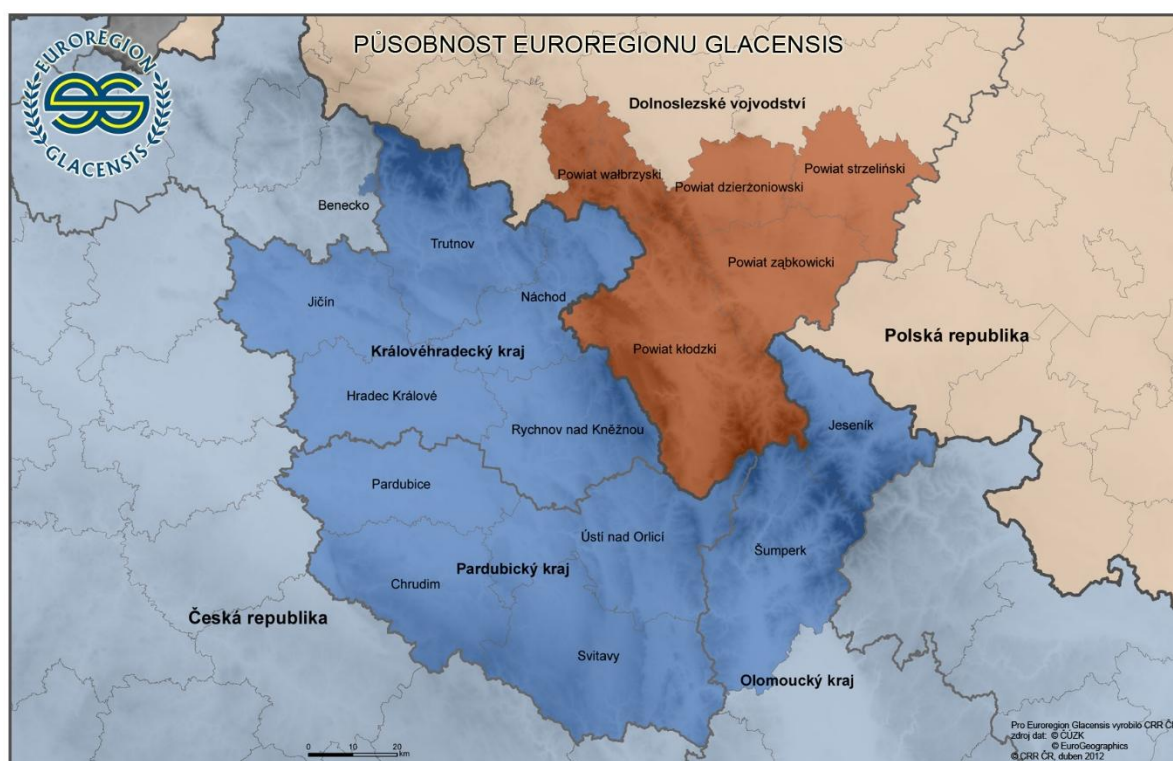 PŮSOBNOST EUROREGIONU GLACENSIS
EUROREGION
GLACENSIS
Dolnoslezské vojvodství
Powiat wałbrzyski
Powiat dzierżoniowski
Powiat strzeliński
Benecko
Trutnov
Powiat ząbkowicki
Jičín
Náchod
Polská republika
Královéhradecký kraj
Powiat kłodzki
Hradec Králové
Rychnov nad Kněžnou
Jeseník
Pardubice
Ústí nad Orlicí
Šumperk
Pardubický kraj
Chrudim
Česká republika
Svitavy
Olomoucký kraj
Pro Euroregion Glacensis vyrobilo CRR Č
zdroj dat: © ČÚZK
© EuroGeographics
© CRR ČR, duben 2012
0 10 20
km